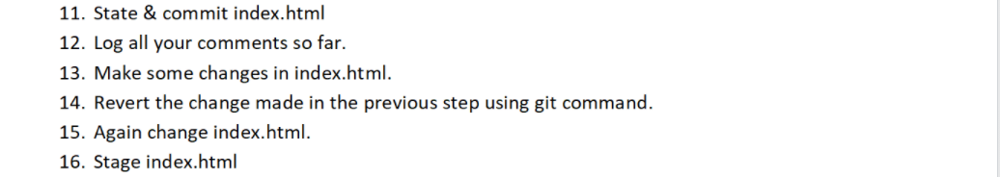 11. State & commit index.html
12. Log all your comments so far.
13. Make some changes in index.html.
14. Revert the change made in the previous step using git command.
15. Again change index.html.
16. Stage index.html